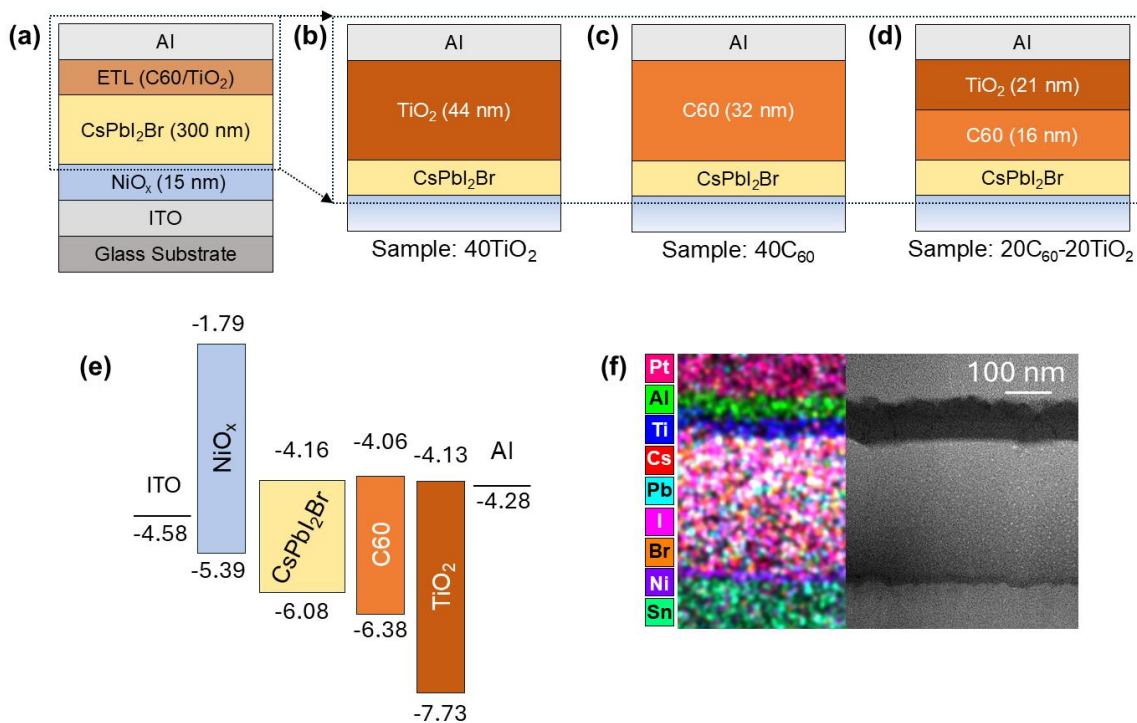 (a)
Al
ETL (C60/TiO₂)
CsPbI₂Br (300 nm)
NiOₓ (15 nm)
ITO
Glass Substrate
(b)
Al
TiO₂ (44 nm)
CsPbI₂Br
Sample: 40TiO₂
(c)
Al
C60 (32 nm)
CsPbI₂Br
Sample: 40C₆₀
(d)
Al
TiO₂ (21 nm)
C60 (16 nm)
CsPbI₂Br
Sample: 20C₆₀-20TiO₂
(e)
ITO
-4.58
-1.79
NiOₓ
-5.39
-4.16
CsPbI₂Br
-6.08
-4.06
C60
-6.38
-4.13
TiO₂
-7.73
Al
-4.28
(f)
Pt
Al
Ti
Cs
Pb
I
Br
Ni
Sn
100 nm